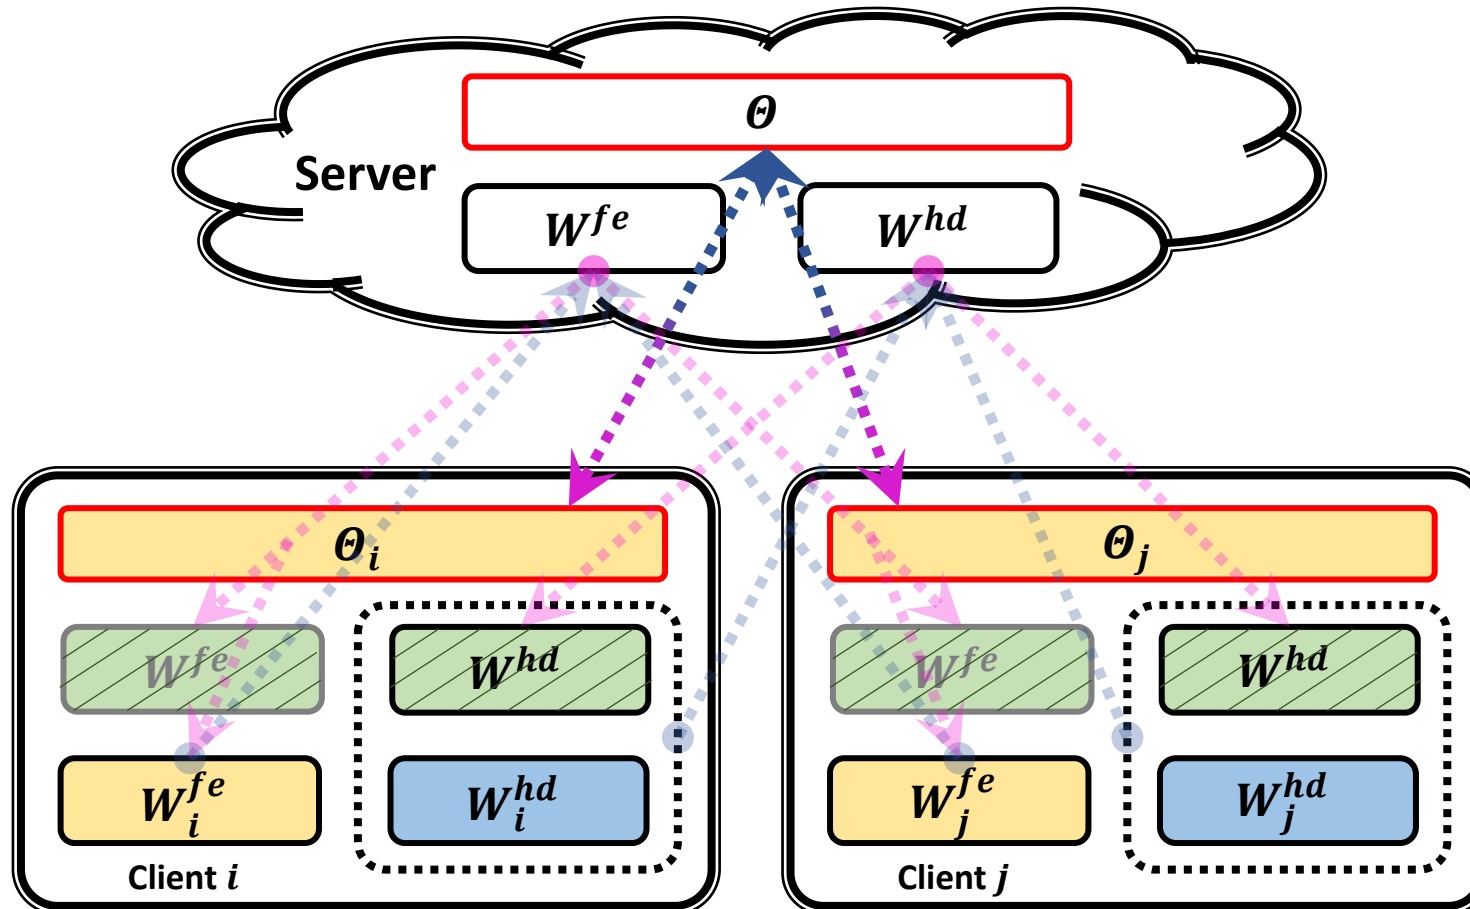 Θ
Server
W^{fe} W^{hd}
Θ_i
Θ_j
W^{fe} W^{hd}
W^{fe} W^{hd}
W_i^{fe} W_i^{hd}
W_j^{fe} W_j^{hd}
Client i
Client j